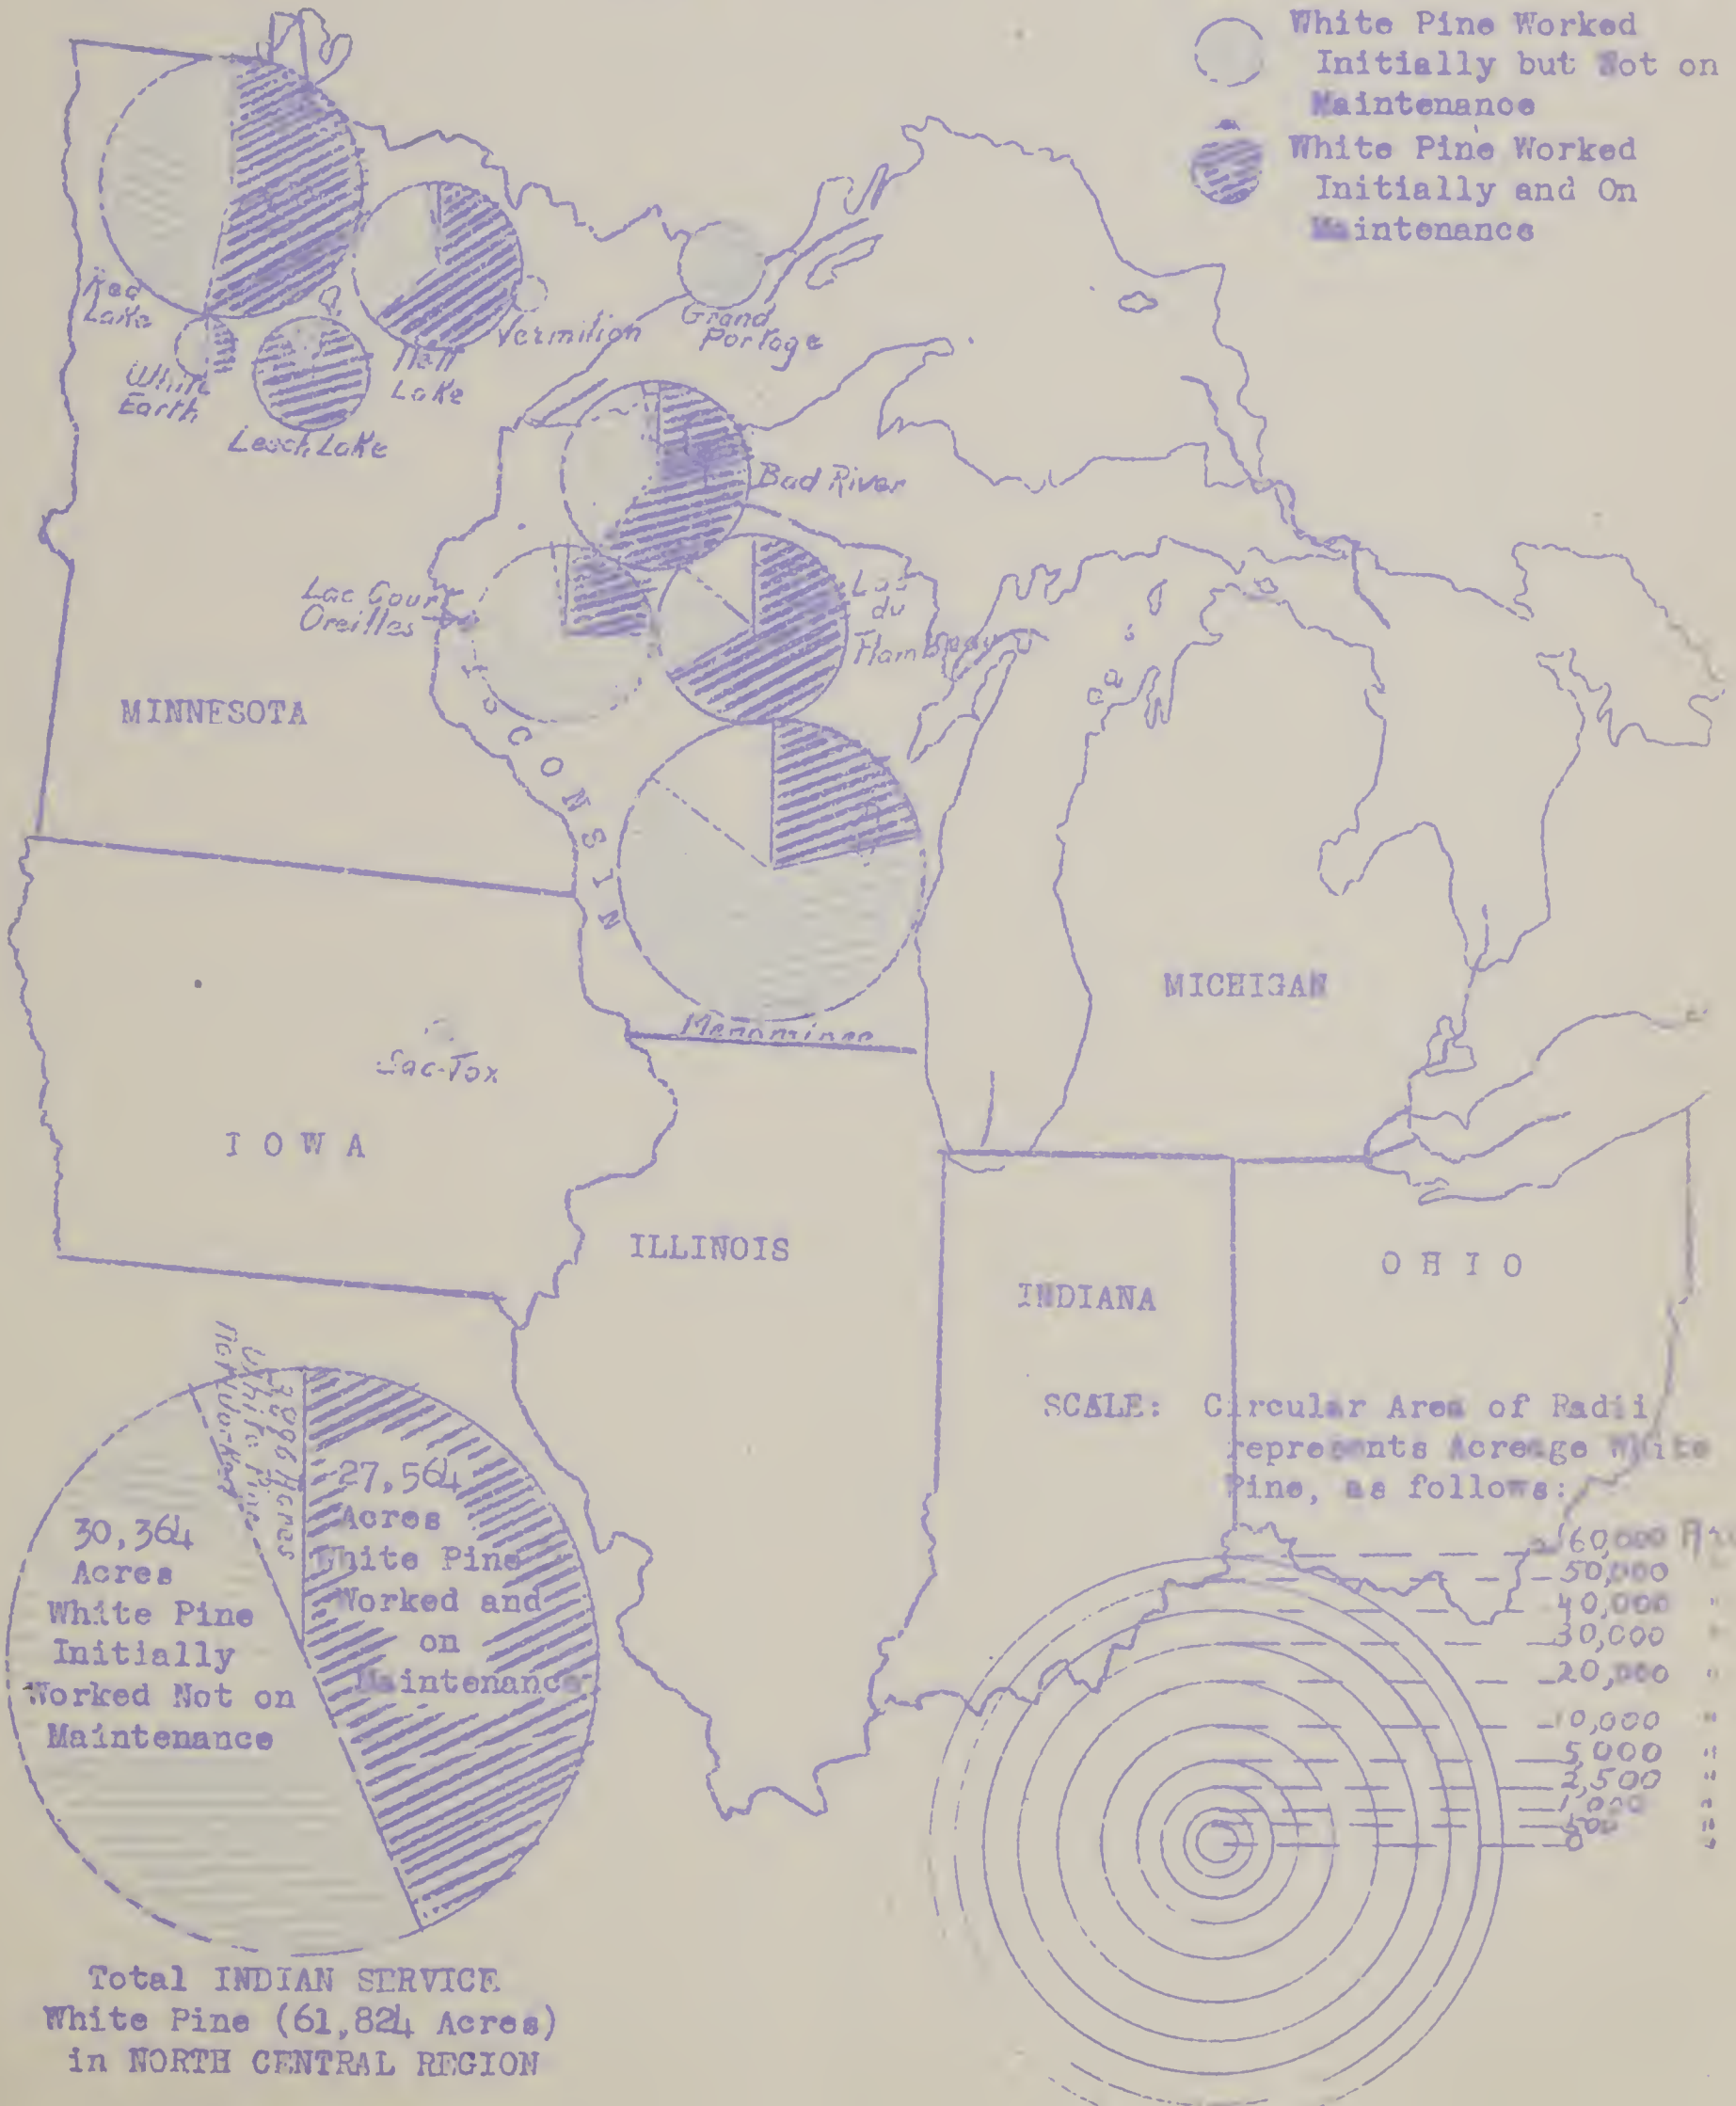 White Pine Worked
Initially but Not on
Maintenance
White Pine Worked
Initially and On
Maintenance
Red
Lake
White
Earth
Leech Lake
Nett
Lake
Vermilion
Grand
Portage
Bad River
Lac Court
Oreilles
Lac
du
Flambeau
MINNESOTA
WISCONSIN
Menominee
MICHIGAN
Sac-Fox
IOWA
ILLINOIS
INDIANA
OHIO
SCALE: Circular Area of Radii
represents Acreage White
Pine, as follows:
60,000
50,000
40,000 "
30,000 "
20,000 "
10,000 "
5,000 "
2,500 "
1,000 "
500 "
0 "
Acres
White Pine
Not Worked
27,564
Acres
White Pine
Worked and
on
Maintenance
30,364
Acres
White Pine
Initially
Worked Not on
Maintenance
Total INDIAN SERVICE
White Pine (61,824 Acres)
in NORTH CENTRAL REGION